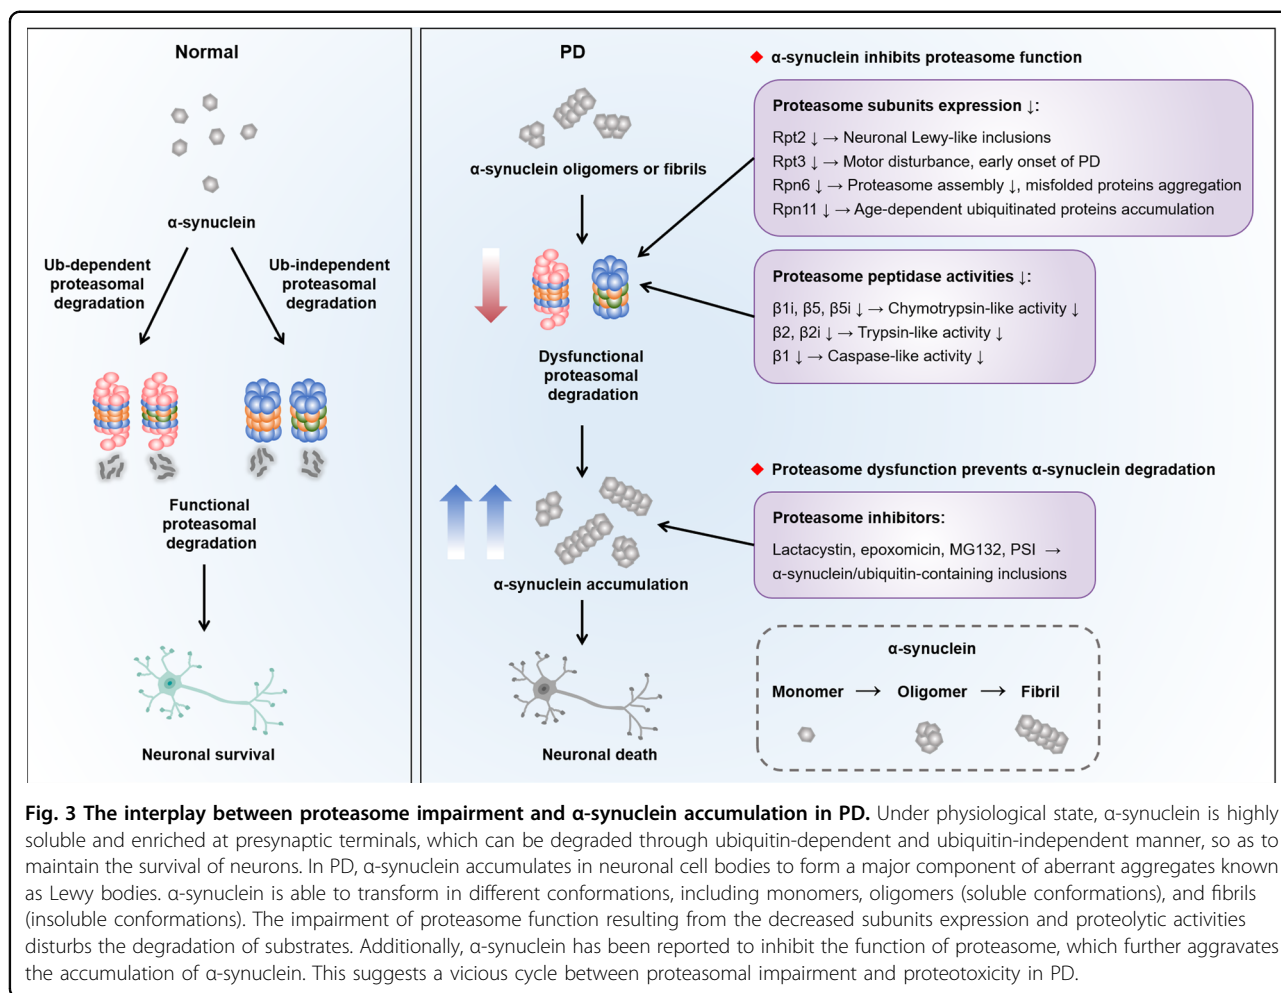 Normal
α-synuclein
Ub-dependent
proteasomal
degradation
Ub-independent
proteasomal
degradation
Functional
proteasomal
degradation
Neuronal survival
PD
α-synuclein oligomers or fibrils
Dysfunctional
proteasomal
degradation
α-synuclein accumulation
Neuronal death
α-synuclein inhibits proteasome function
Proteasome subunits expression ↓:
Rpt2 ↓ → Neuronal Lewy-like inclusions
Rpt3 ↓ → Motor disturbance, early onset of PD
Rpn6 ↓ → Proteasome assembly ↓, misfolded proteins aggregation
Rpn11 ↓ → Age-dependent ubiquitinated proteins accumulation
Proteasome peptidase activities ↓:
β1i, β5, β5i ↓ → Chymotrypsin-like activity ↓
β2, β2i ↓ → Trypsin-like activity ↓
β1 ↓ → Caspase-like activity ↓
Proteasome dysfunction prevents α-synuclein degradation
Proteasome inhibitors:
Lactacystin, epoxomicin, MG132, PSI →
α-synuclein/ubiquitin-containing inclusions
α-synuclein
Monomer → Oligomer → Fibril
Fig. 3 The interplay between proteasome impairment and α-synuclein accumulation in PD. Under physiological state, α-synuclein is highly
soluble and enriched at presynaptic terminals, which can be degraded through ubiquitin-dependent and ubiquitin-independent manner, so as to
maintain the survival of neurons. In PD, α-synuclein accumulates in neuronal cell bodies to form a major component of aberrant aggregates known
as Lewy bodies. α-synuclein is able to transform in different conformations, including monomers, oligomers (soluble conformations), and fibrils
(insoluble conformations). The impairment of proteasome function resulting from the decreased subunits expression and proteolytic activities
disturbs the degradation of substrates. Additionally, α-synuclein has been reported to inhibit the function of proteasome, which further aggravates
the accumulation of α-synuclein. This suggests a vicious cycle between proteasomal impairment and proteotoxicity in PD.